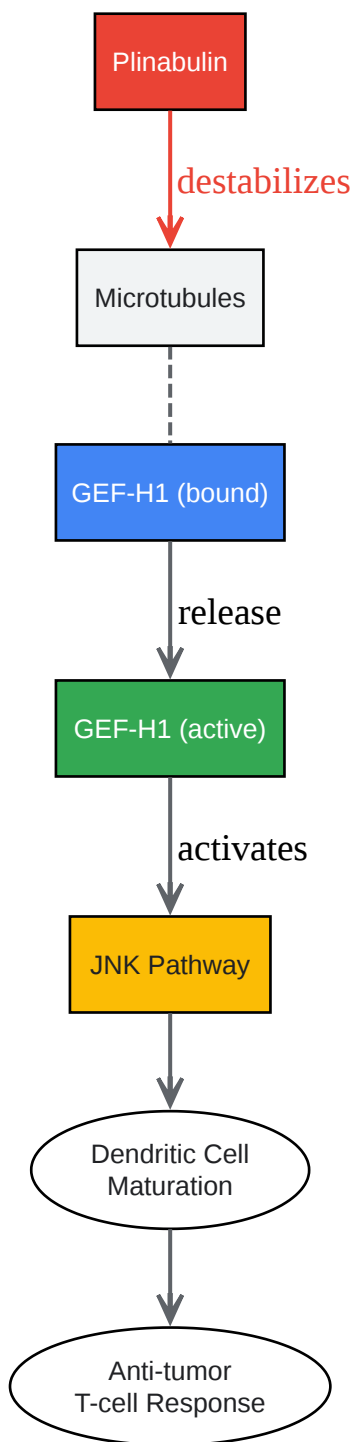 Plinabulin
destabilizes
Microtubules
GEF-H1 (bound)
release
GEF-H1 (active)
activates
JNK Pathway
Dendritic Cell
Maturation
Anti-tumor
T-cell Response